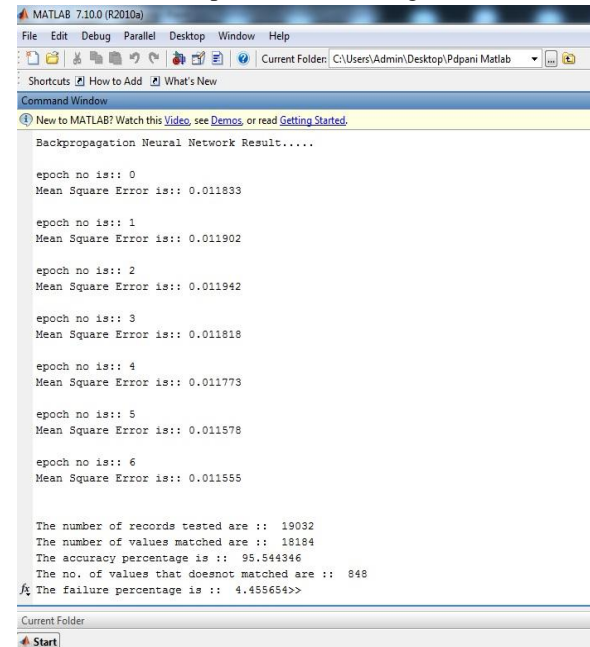 MATLAB 7.10.0 (R2010a)
File Edit Debug Parallel Desktop Window Help
Current Folder: C:\Users\Admin\Desktop\Pdpani Matlab
Shortcuts How to Add What's New
Command Window
New to MATLAB? Watch this Video, see Demos, or read Getting Started.
Backpropagation Neural Network Result.....
epoch no is:: 0
Mean Square Error is:: 0.011833
epoch no is:: 1
Mean Square Error is:: 0.011902
epoch no is:: 2
Mean Square Error is:: 0.011942
epoch no is:: 3
Mean Square Error is:: 0.011818
epoch no is:: 4
Mean Square Error is:: 0.011773
epoch no is:: 5
Mean Square Error is:: 0.011578
epoch no is:: 6
Mean Square Error is:: 0.011555
The number of records tested are :: 19032
The number of values matched are :: 18184
The accuracy percentage is :: 95.544346
The no. of values that doesnot matched are :: 848
fx The failure percentage is :: 4.455654>>
Current Folder
Start